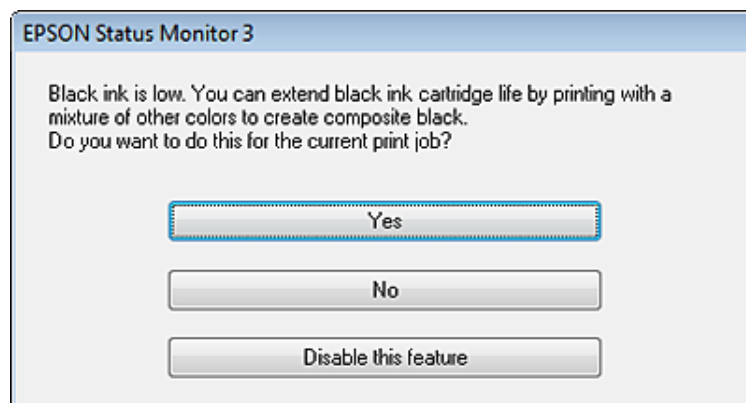 EPSON Status Monitor 3
Black ink is low. You can extend black ink cartridge life by printing with a
mixture of other colors to create composite black.
Do you want to do this for the current print job?
Yes
No
Disable this feature